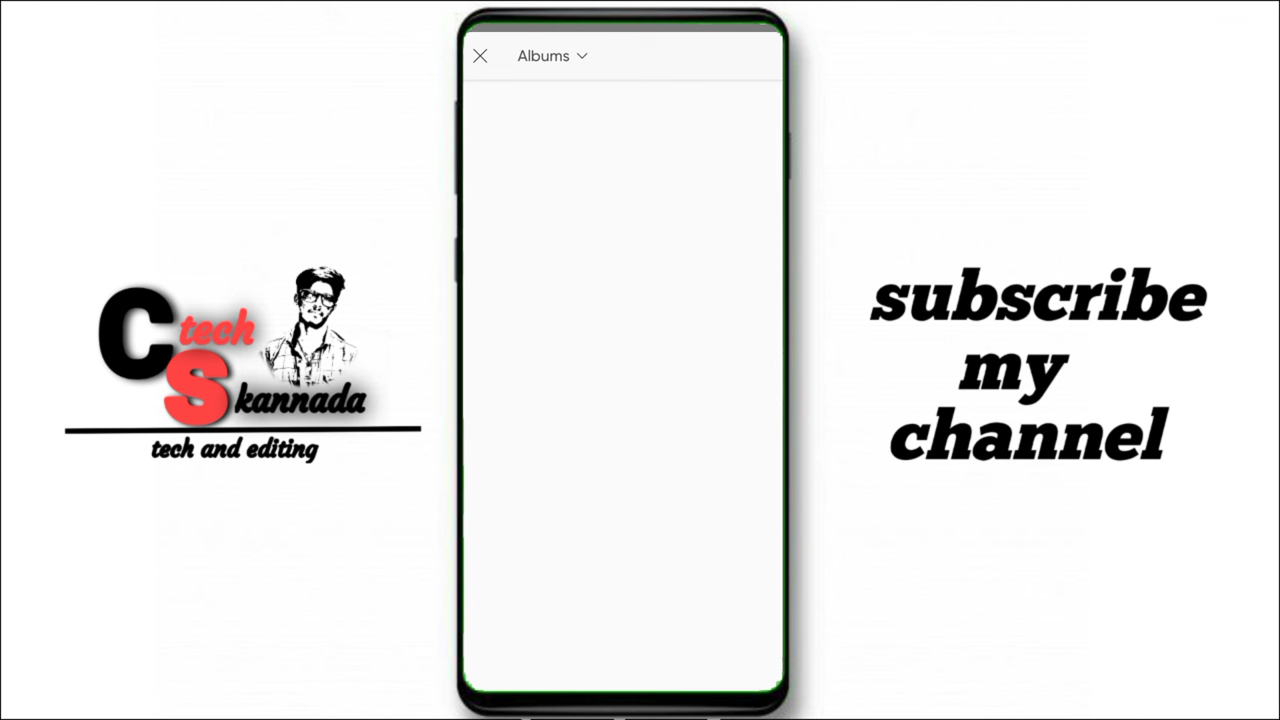 Albums
C tech
S kannada
tech and editing
subscribe
my
channel